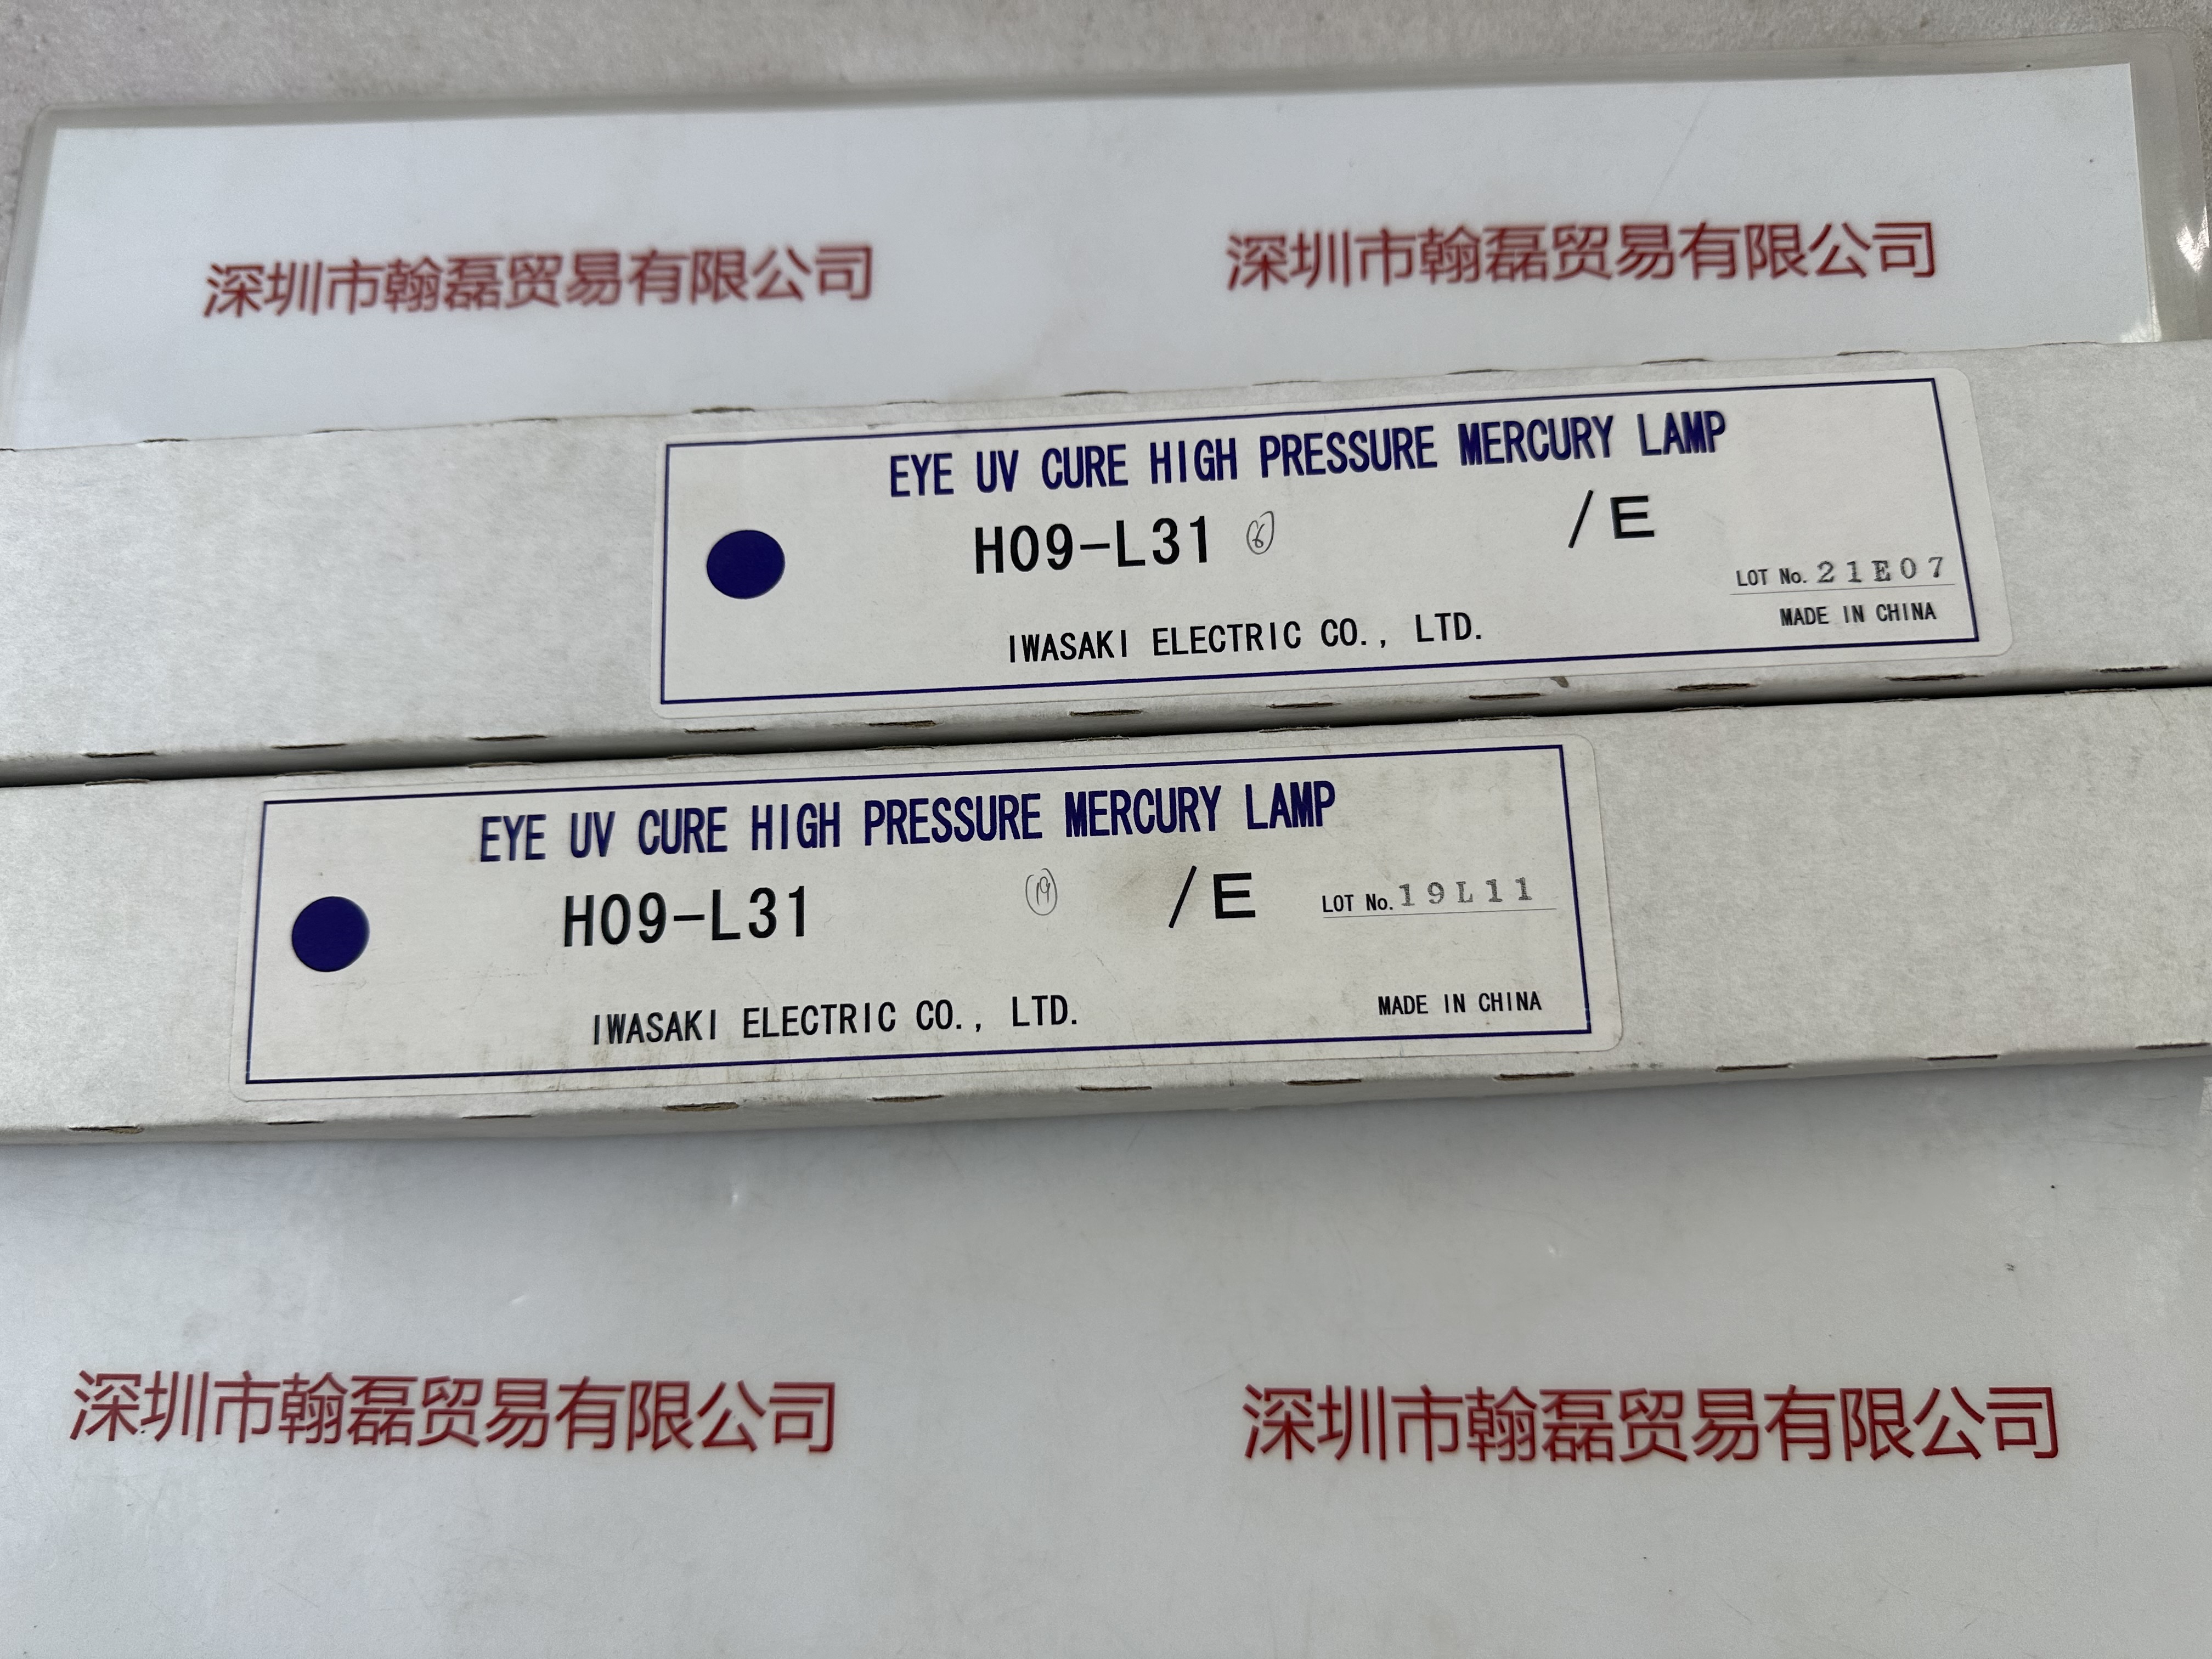 深圳市翰磊贸易有限公司 深圳市翰磊贸易有限公司
EYE UV CURE HIGH PRESSURE MERCURY LAMP
H09-L31 ⑥ /E
LOT No. 21E07
MADE IN CHINA
IWASAKI ELECTRIC CO., LTD.
EYE UV CURE HIGH PRESSURE MERCURY LAMP
H09-L31 ⑲ /E LOT No. 19L11
IWASAKI ELECTRIC CO., LTD. MADE IN CHINA
深圳市翰磊贸易有限公司 深圳市翰磊贸易有限公司